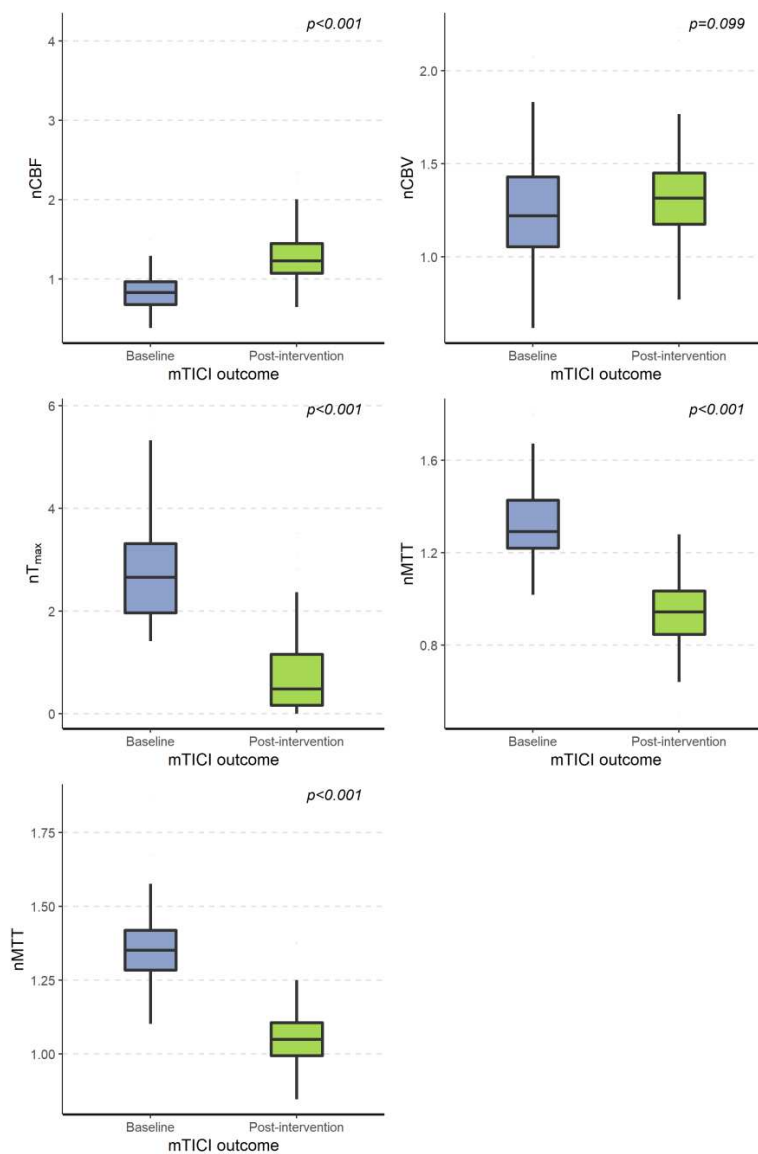 p<0.001
4
3
2
1
nCBF
Baseline Post-intervention
mTICI outcome
p=0.099
2.0
1.5
1.0
nCBV
Baseline Post-intervention
mTICI outcome
p<0.001
6
4
2
0
nTmax
Baseline Post-intervention
mTICI outcome
p<0.001
1.6
1.2
0.8
nMTT
Baseline Post-intervention
mTICI outcome
p<0.001
1.75
1.50
1.25
1.00
nMTT
Baseline Post-intervention
mTICI outcome